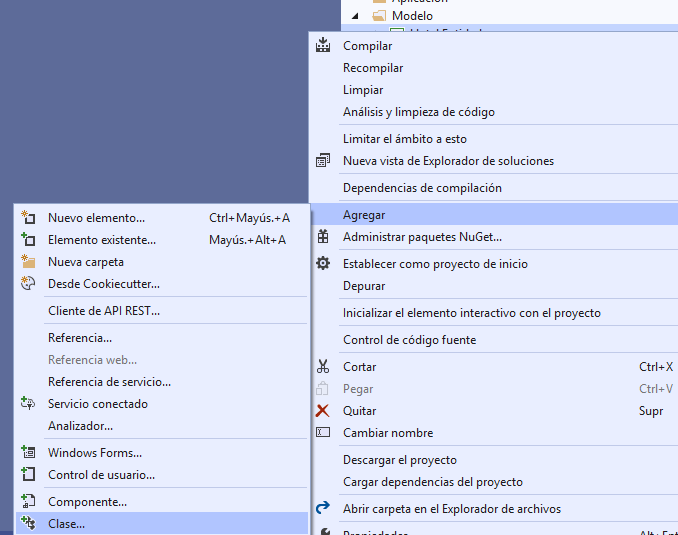 Modelo
Compilar
Recompilar
Limpiar
Análisis y limpieza de código
Limitar el ámbito a esto
Nueva vista de Explorador de soluciones
Dependencias de compilación
Agregar
Administrar paquetes NuGet...
Establecer como proyecto de inicio
Depurar
Inicializar el elemento interactivo con el proyecto
Control de código fuente
Cortar Ctrl+X
Pegar Ctrl+V
Quitar Supr
Cambiar nombre
Descargar el proyecto
Cargar dependencias del proyecto
Abrir carpeta en el Explorador de archivos
Nuevo elemento... Ctrl+Mayús.+A
Elemento existente... Mayús.+Alt+A
Nueva carpeta
Desde Cookiecutter...
Cliente de API REST...
Referencia...
Referencia web...
Referencia de servicio...
Servicio conectado
Analizador...
Windows Forms...
Control de usuario...
Componente...
Clase...